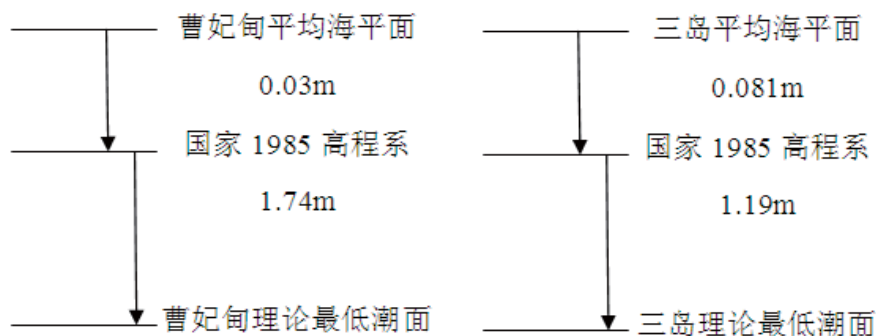 曹妃甸平均海平面
0.03m
国家 1985 高程系
1.74m
曹妃甸理论最低潮面
三岛平均海平面
0.081m
国家 1985 高程系
1.19m
三岛理论最低潮面